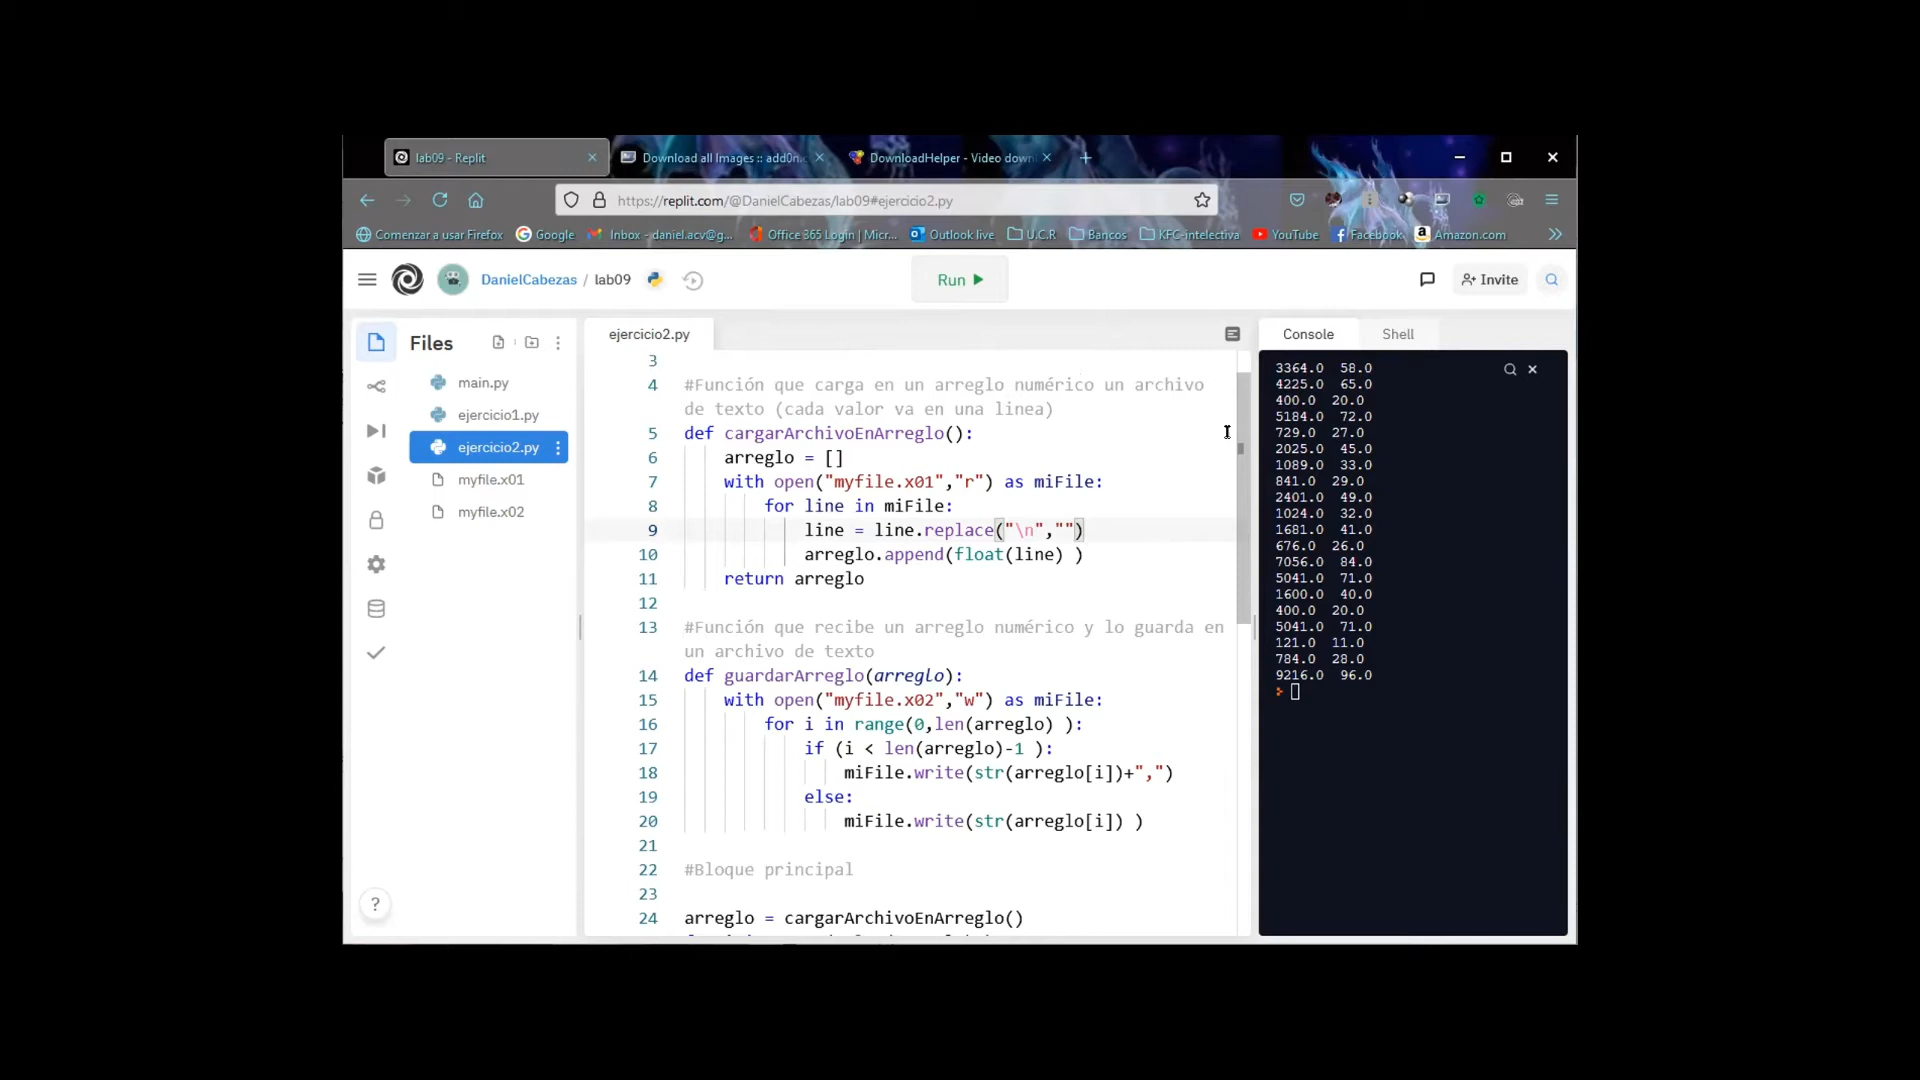 lab09 - Replit
Download all Images :: add0n.c
DownloadHelper - Video down
https://replit.com/@DanielCabezas/lab09#ejercicio2.py
Comenzar a usar Firefox
Google
Inbox - daniel.acv@g...
Office 365 Login | Micr...
Outlook live
U.C.R
Bancos
KFC-intelectiva
YouTube
Facebook
Amazon.com
DanielCabezas / lab09
Run
Invite
Files
main.py
ejercicio1.py
ejercicio2.py
myfile.x01
myfile.x02
ejercicio2.py
3
4 #Función que carga en un arreglo numérico un archivo
de texto (cada valor va en una linea)
5 def cargarArchivoEnArreglo():
6 arreglo = []
7 with open("myfile.x01","r") as miFile:
8 for line in miFile:
9 line = line.replace("\n","")
10 arreglo.append(float(line) )
11 return arreglo
12
13 #Función que recibe un arreglo numérico y lo guarda en
un archivo de texto
14 def guardarArreglo(arreglo):
15 with open("myfile.x02","w") as miFile:
16 for i in range(0,len(arreglo) ):
17 if (i < len(arreglo)-1 ):
18 miFile.write(str(arreglo[i])+",")
19 else:
20 miFile.write(str(arreglo[i]) )
21
22 #Bloque principal
23
24 arreglo = cargarArchivoEnArreglo()
Console
Shell
3364.0 58.0
4225.0 65.0
400.0 20.0
5184.0 72.0
729.0 27.0
2025.0 45.0
1089.0 33.0
841.0 29.0
2401.0 49.0
1024.0 32.0
1681.0 41.0
676.0 26.0
7056.0 84.0
5041.0 71.0
1600.0 40.0
400.0 20.0
5041.0 71.0
121.0 11.0
784.0 28.0
9216.0 96.0
?